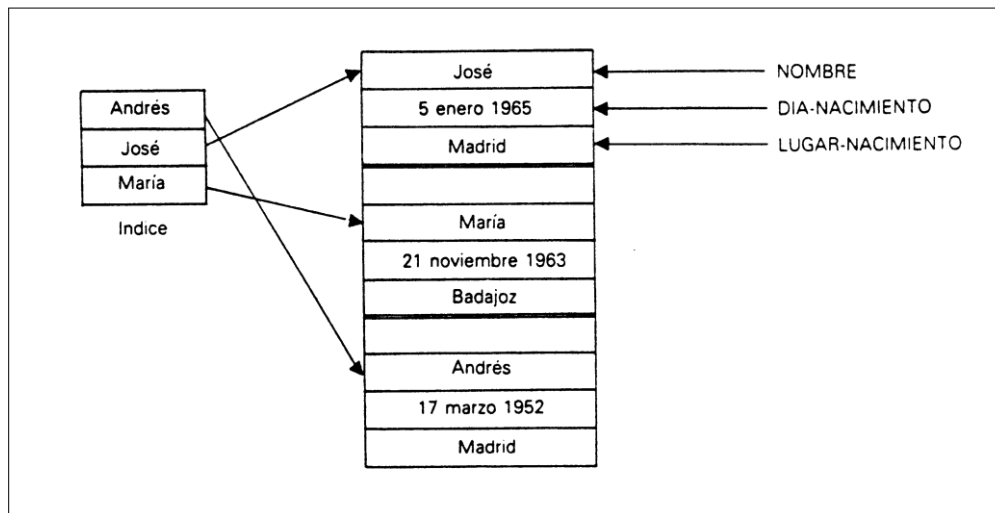 Andrés
José
María
Indice
José
5 enero 1965
Madrid
María
21 noviembre 1963
Badajoz
Andrés
17 marzo 1952
Madrid
NOMBRE
DIA-NACIMIENTO
LUGAR-NACIMIENTO